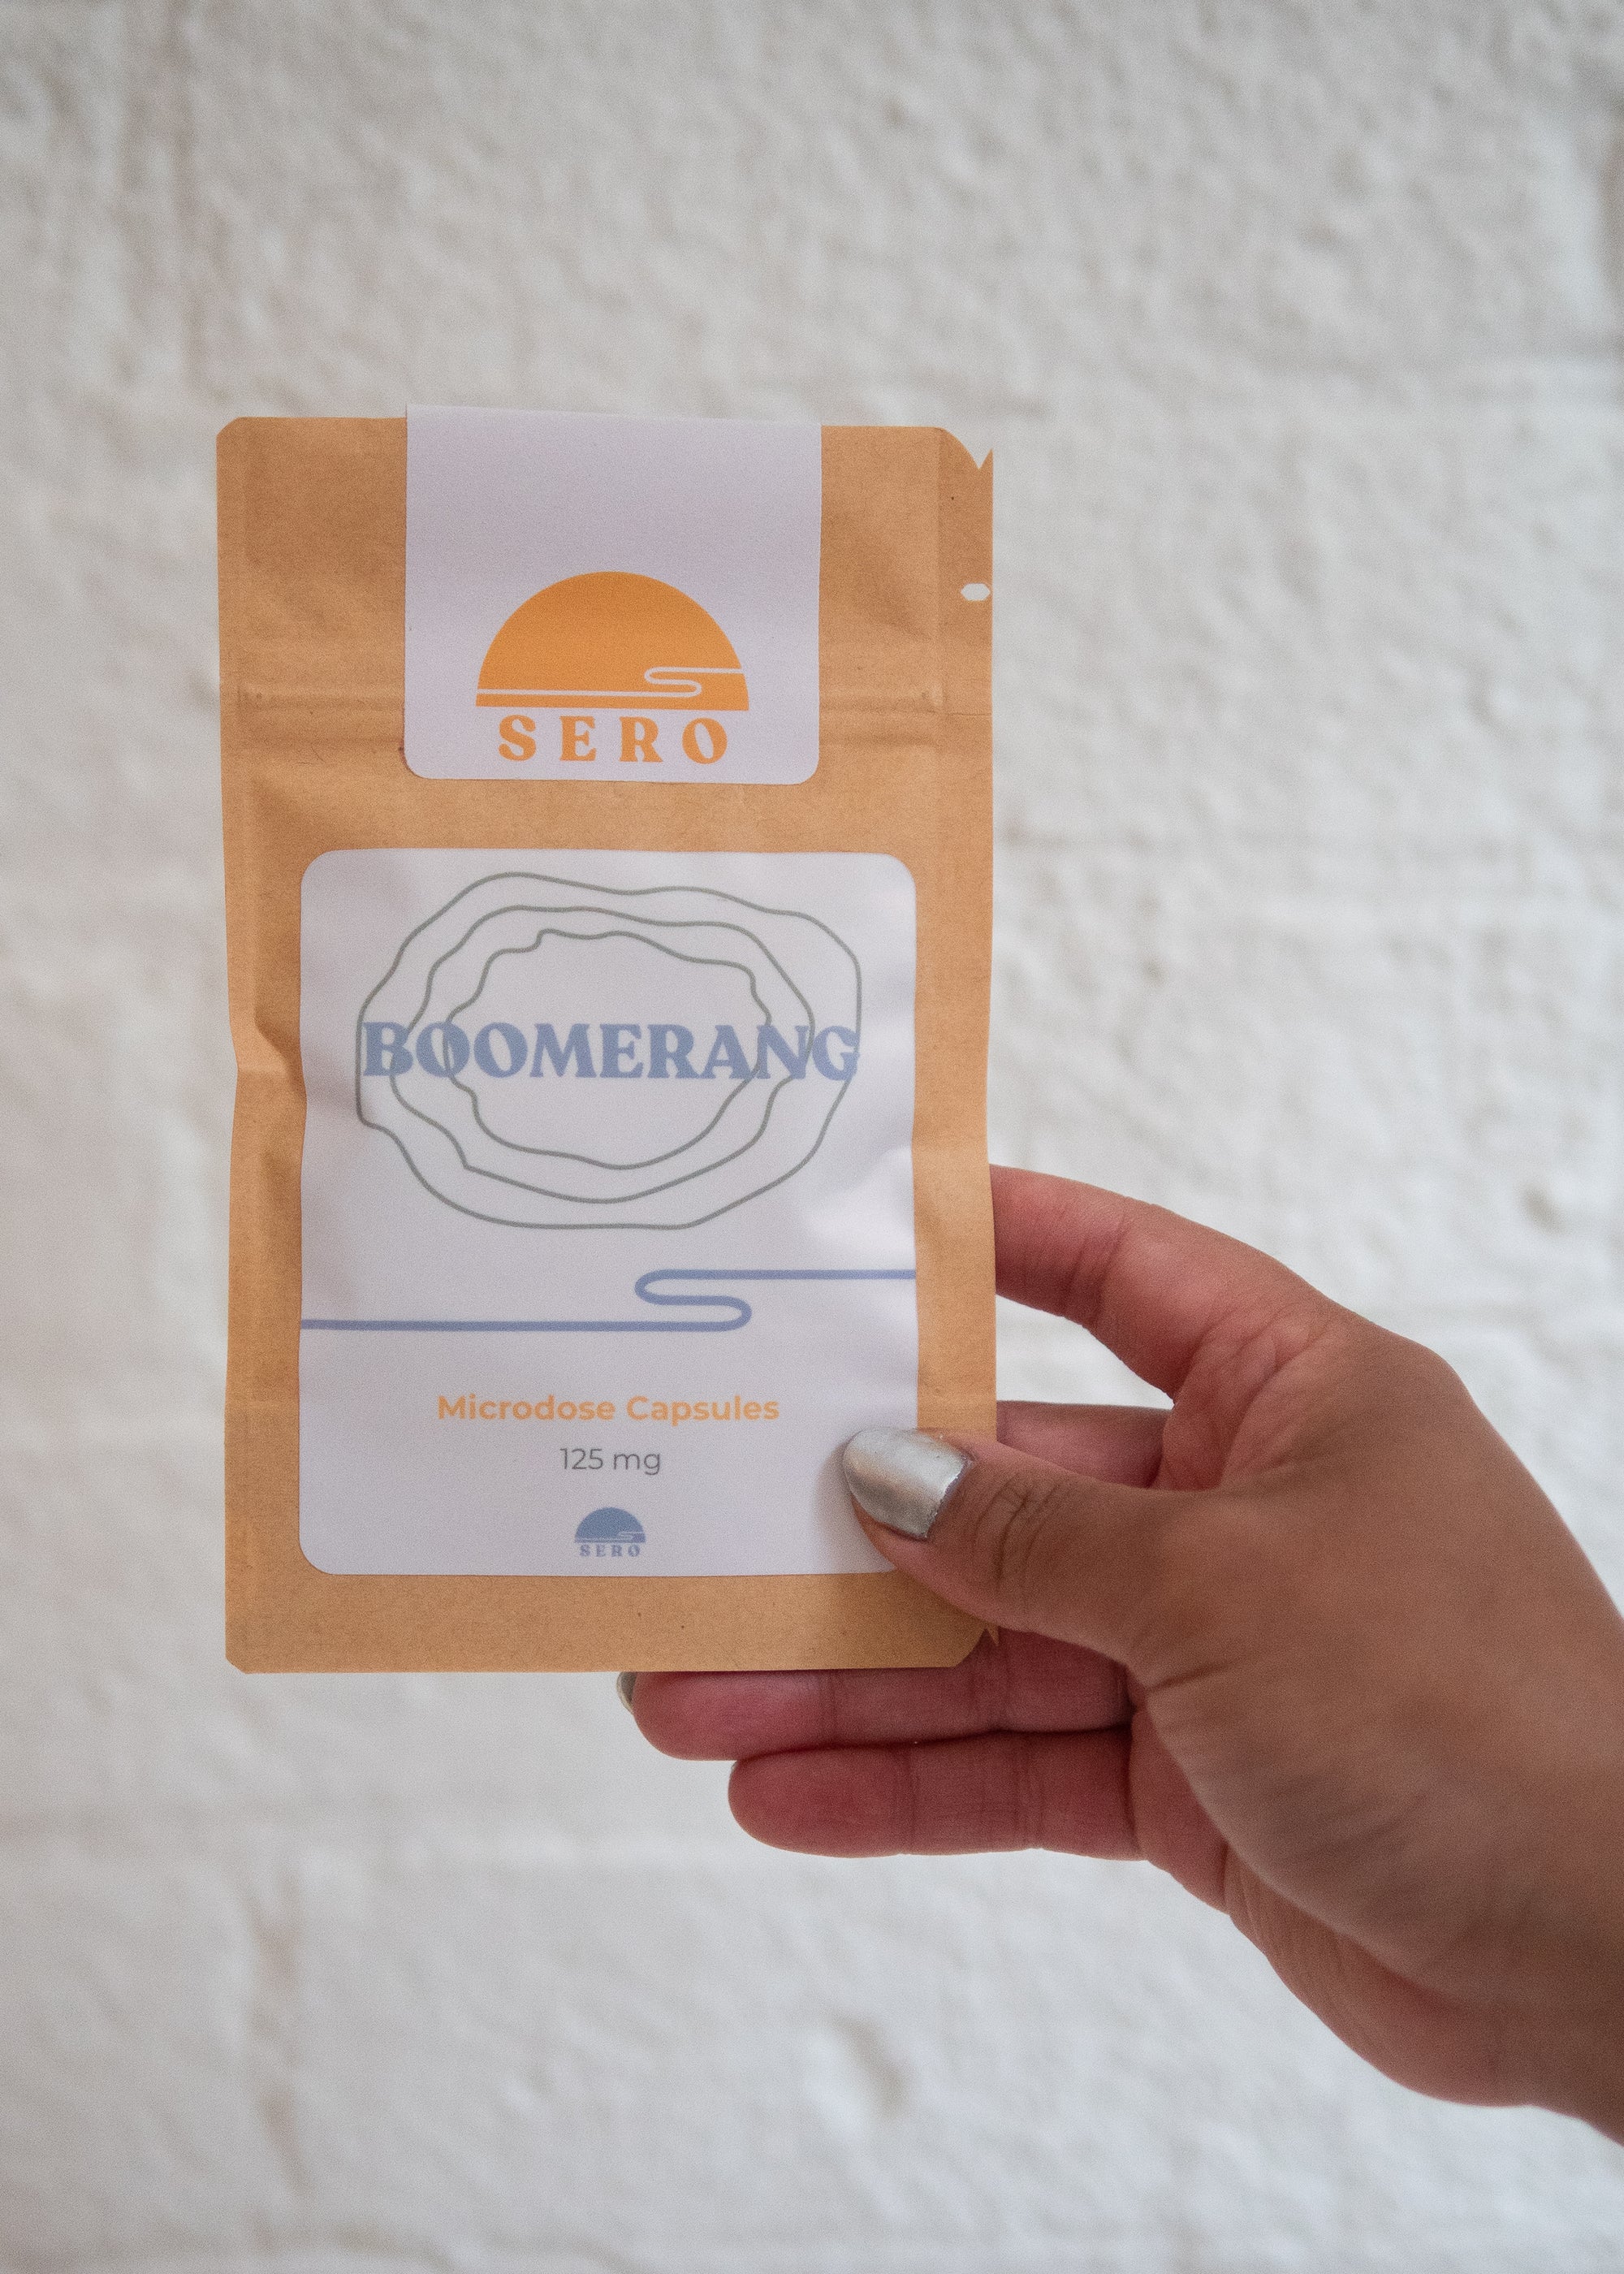 SERO
BOOMERANG
Microdose Capsules
125 mg
SERO